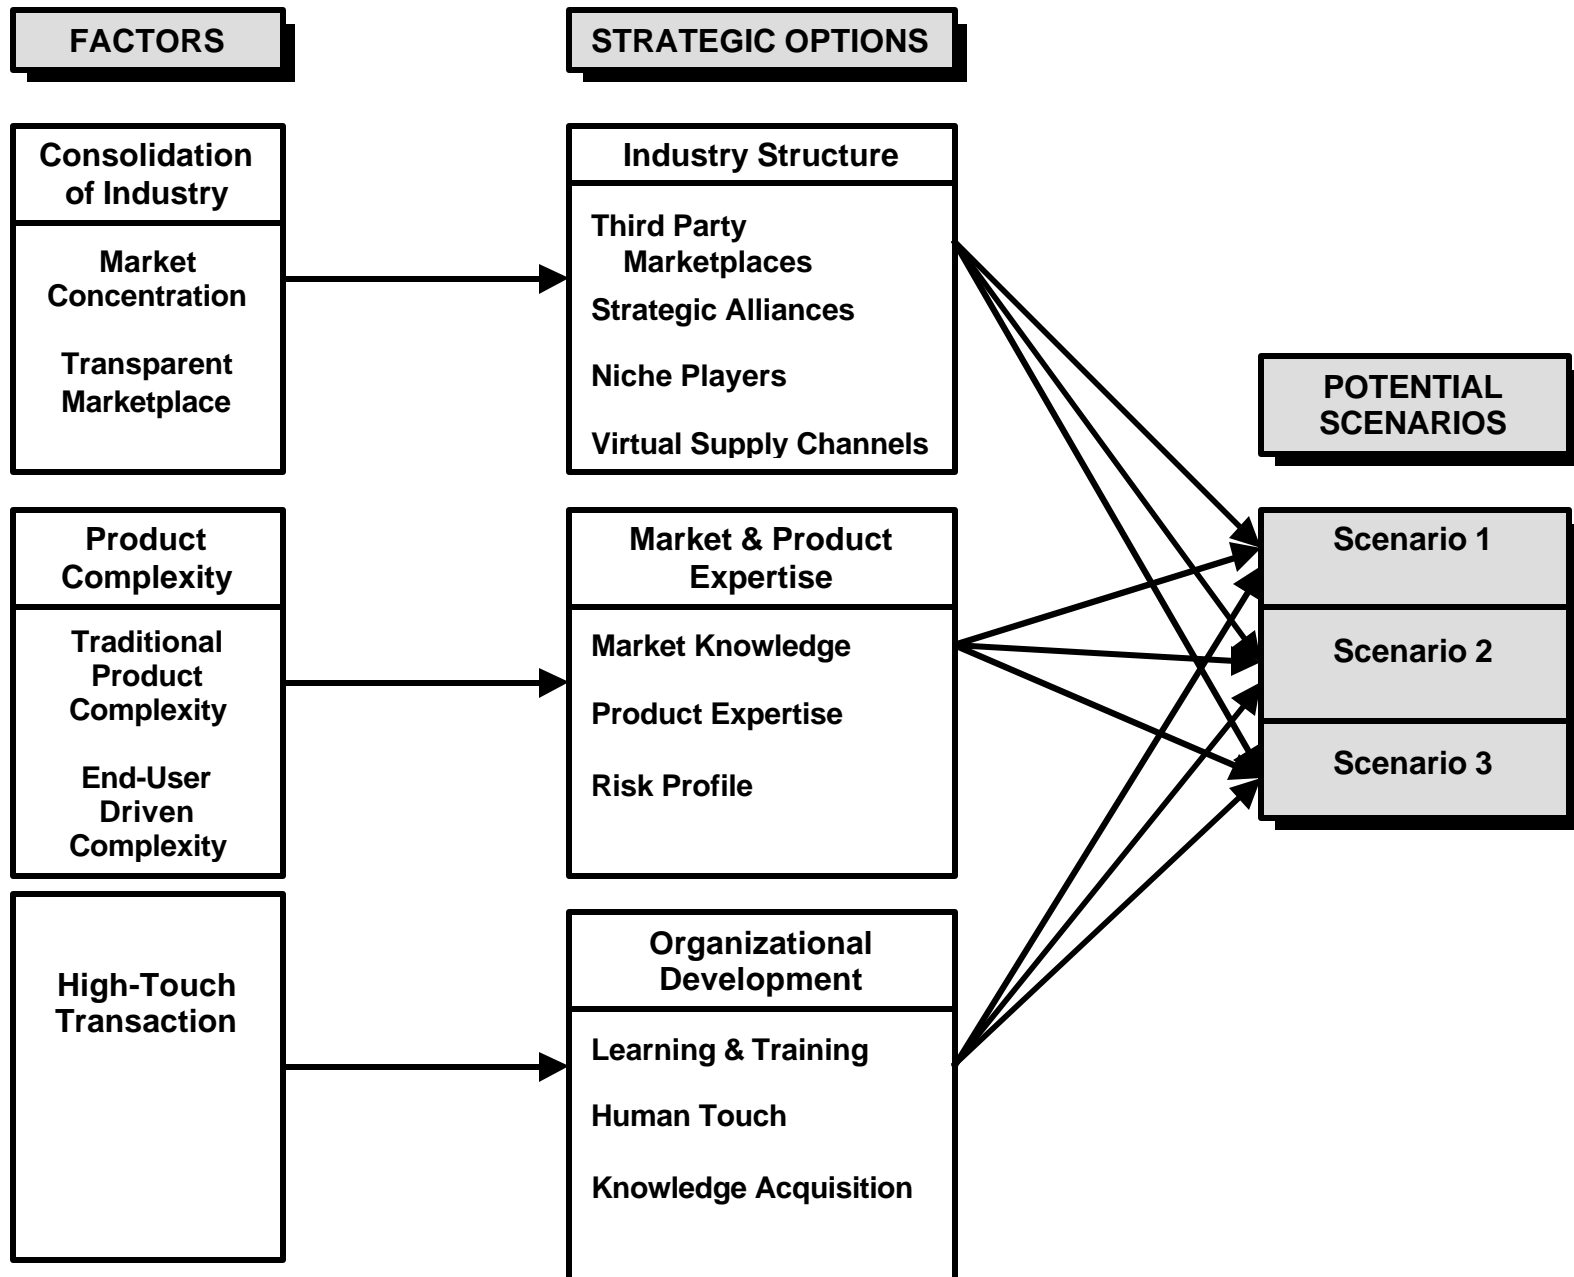 FACTORS
STRATEGIC OPTIONS
Consolidation
of Industry
Market
Concentration
Transparent
Marketplace
Industry Structure
Third Party
Marketplaces
Strategic Alliances
Niche Players
Virtual Supply Channels
POTENTIAL
SCENARIOS
Product
Complexity
Traditional
Product
Complexity
End-User
Driven
Complexity
Market & Product
Expertise
Market Knowledge
Product Expertise
Risk Profile
Scenario 1
Scenario 2
Scenario 3
High-Touch
Transaction
Organizational
Development
Learning & Training
Human Touch
Knowledge Acquisition